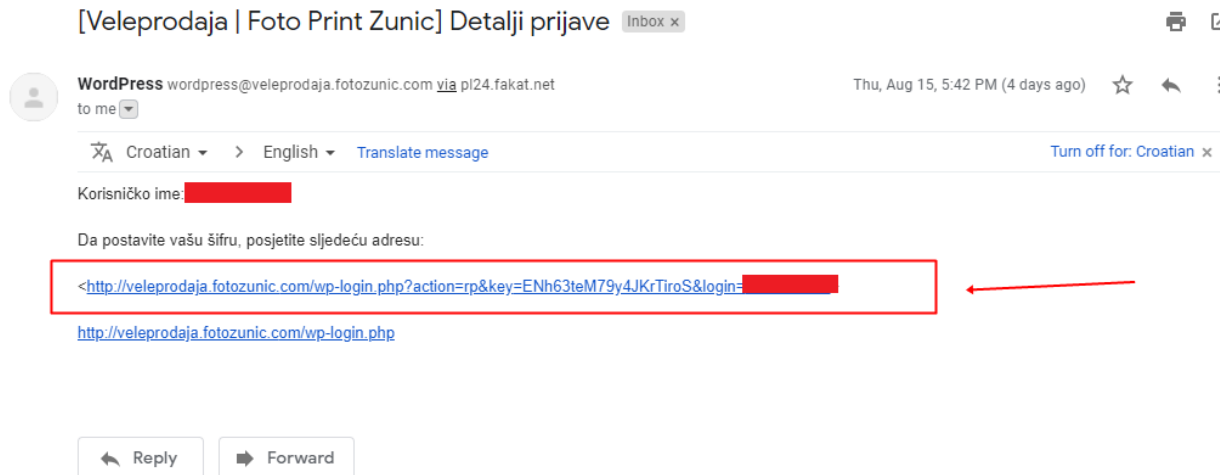 [Veleprodaja | Foto Print Zunic] Detalji prijave Inbox x
WordPress wordpress@veleprodaja.fotozunic.com via pl24.fakat.net Thu, Aug 15, 5:42 PM (4 days ago)
to me
Croatian > English Translate message Turn off for: Croatian x
Korisničko ime:
Da postavite vašu šifru, posjetite sljedeću adresu:
<http://veleprodaja.fotozunic.com/wp-login.php?action=rp&key=ENh63teM79y4JKrTiroS&login=
http://veleprodaja.fotozunic.com/wp-login.php
Reply Forward